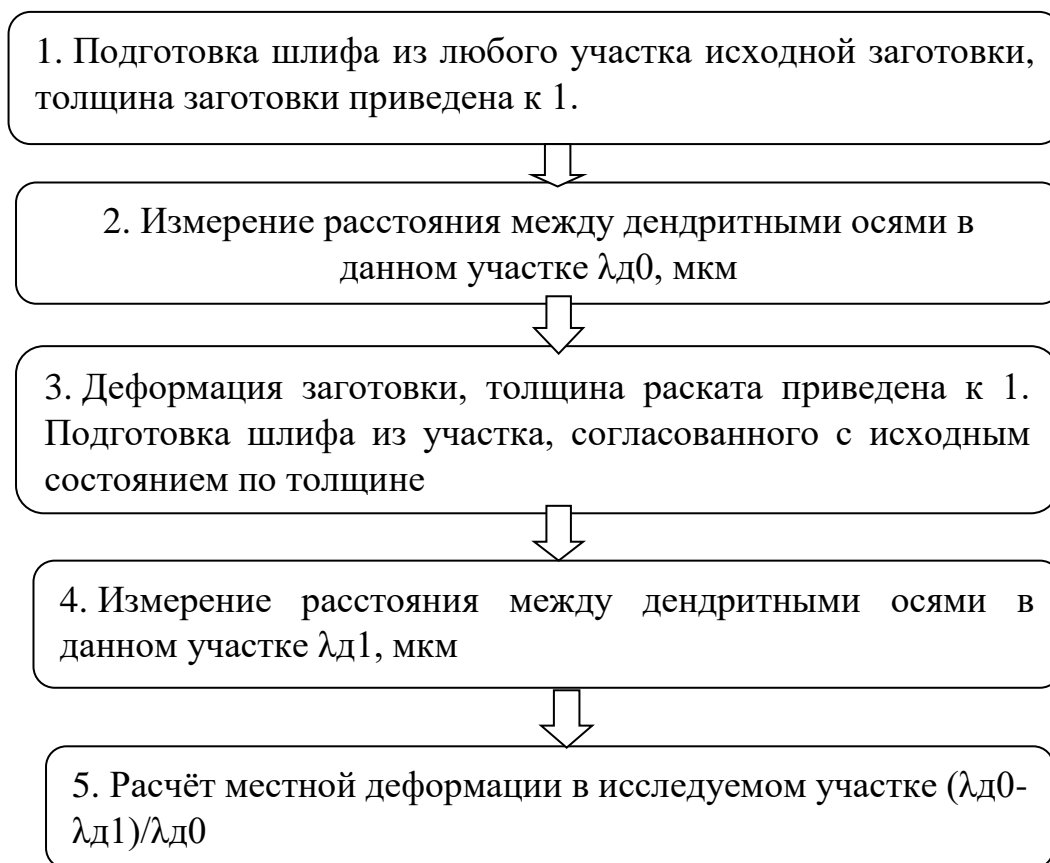 1. Подготовка шлифа из любого участка исходной заготовки,
толщина заготовки приведена к 1.
2. Измерение расстояния между дендритными осями в
данном участке λд0, мкм
3. Деформация заготовки, толщина раската приведена к 1.
Подготовка шлифа из участка, согласованного с исходным
состоянием по толщине
4. Измерение расстояния между дендритными осями в
данном участке λд1, мкм
5. Расчёт местной деформации в исследуемом участке (λд0-
λд1)/λд0